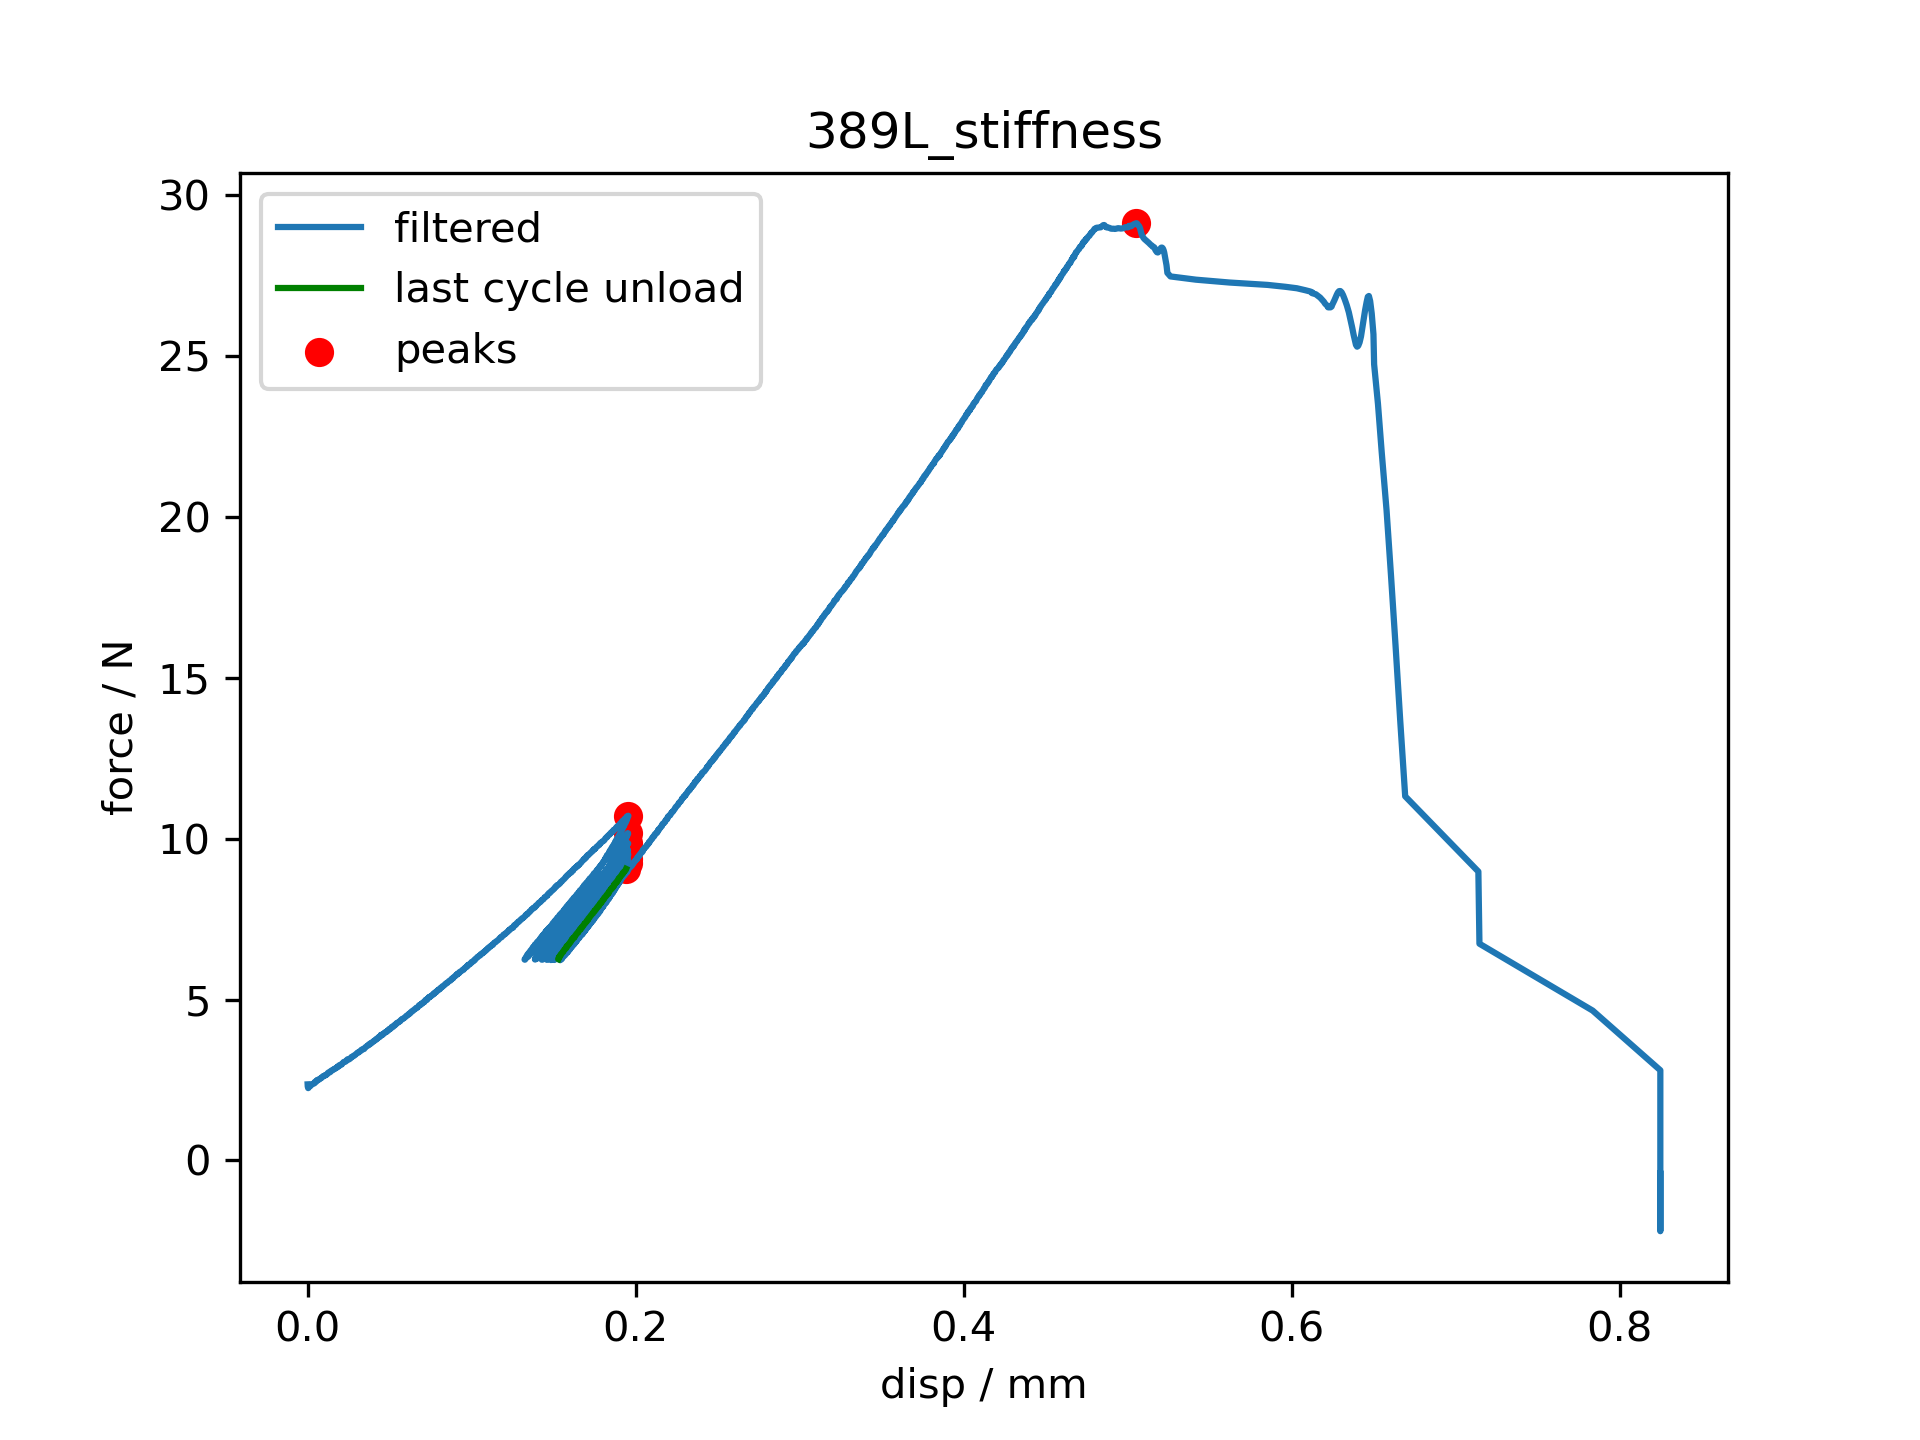 389L_stiffness
filtered
last cycle unload
peaks
30
25
20
15
10
5
0
force / N
0.0 0.2 0.4 0.6 0.8
disp / mm